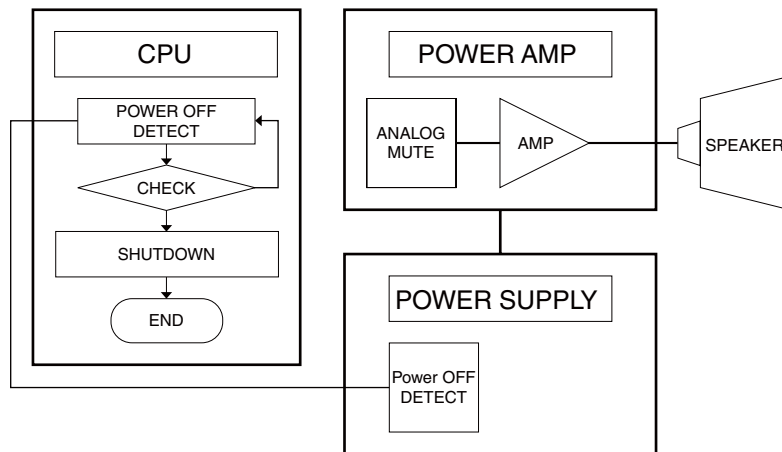 CPU
POWER OFF
DETECT
CHECK
SHUTDOWN
END
POWER AMP
ANALOG
MUTE
AMP
SPEAKER
POWER SUPPLY
Power OFF
DETECT